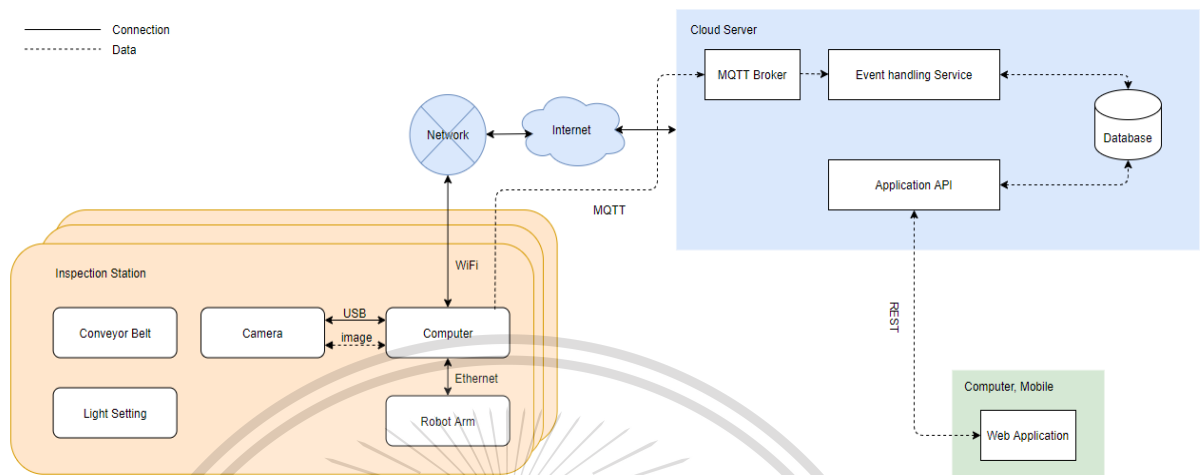 Connection
Data
Cloud Server
MQTT Broker
Event handling Service
Database
Application API
Network
Internet
MQTT
WiFi
Inspection Station
Conveyor Belt
Camera
USB
image
Computer
Ethernet
Light Setting
Robot Arm
REST
Computer, Mobile
Web Application